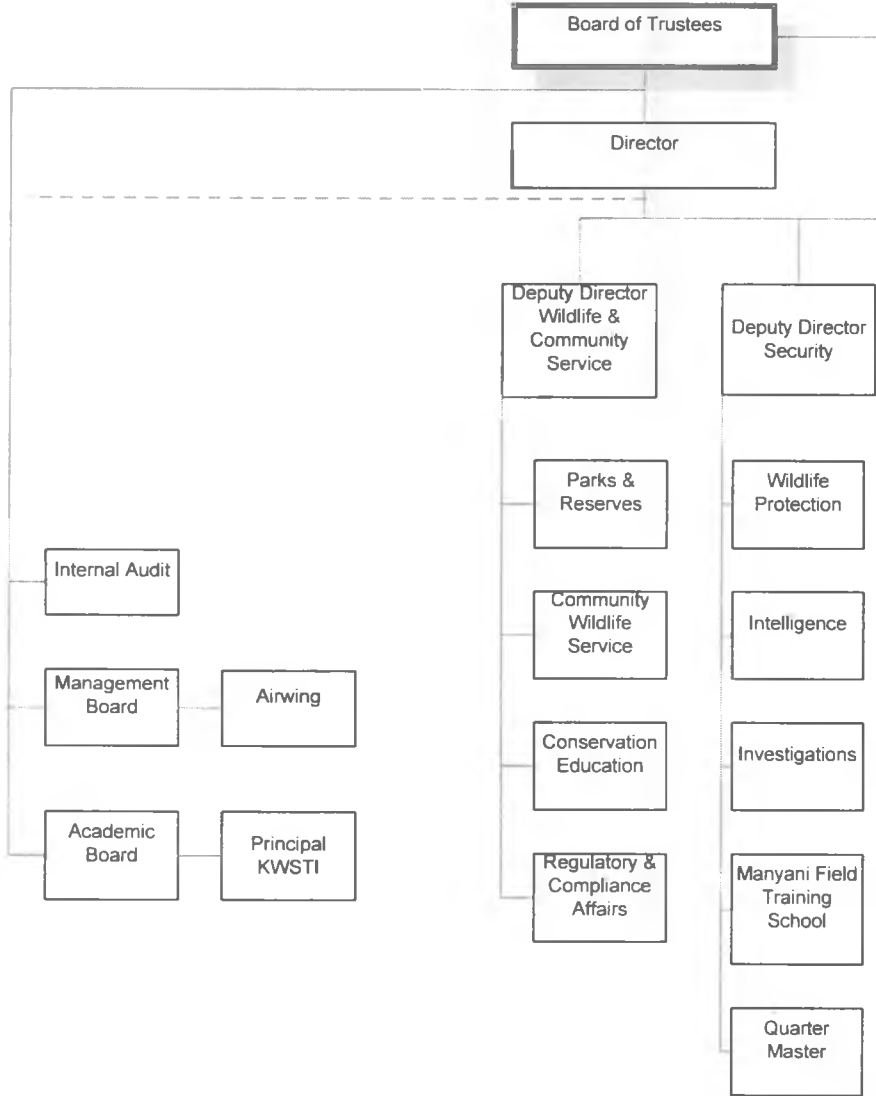 Board of Trustees
Director
Deputy Director
Wildlife &
Community
Service
Deputy Director
Security
Parks &
Reserves
Wildlife
Protection
Internal Audit
Community
Wildlife
Service
Intelligence
Management
Board
Airwing
Conservation
Education
Investigations
Academic
Board
Principal
KWSTI
Regulatory &
Compliance
Affairs
Manyani Field
Training
School
Quarter
Master